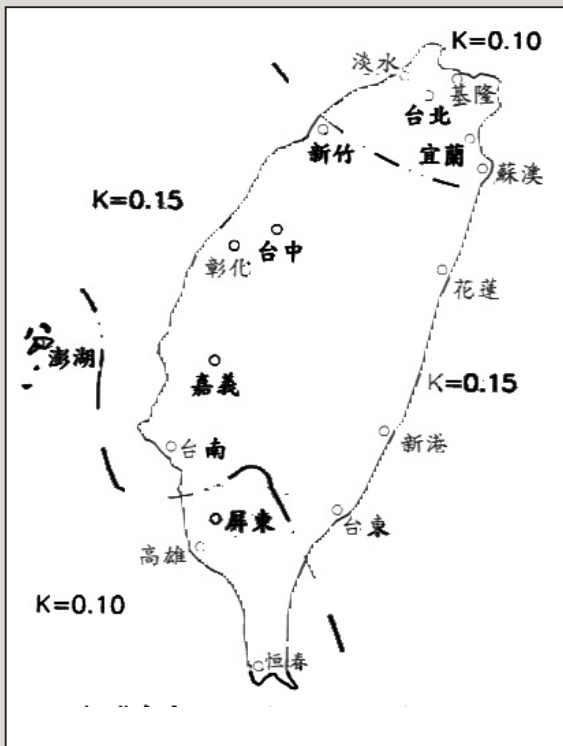 K=0.10
淡水
基隆
台北
新竹
宜蘭
蘇澳
K=0.15
台中
彰化
花蓮
澎湖
嘉義
K=0.15
新港
台南
屏東
台東
高雄
K=0.10
恒春